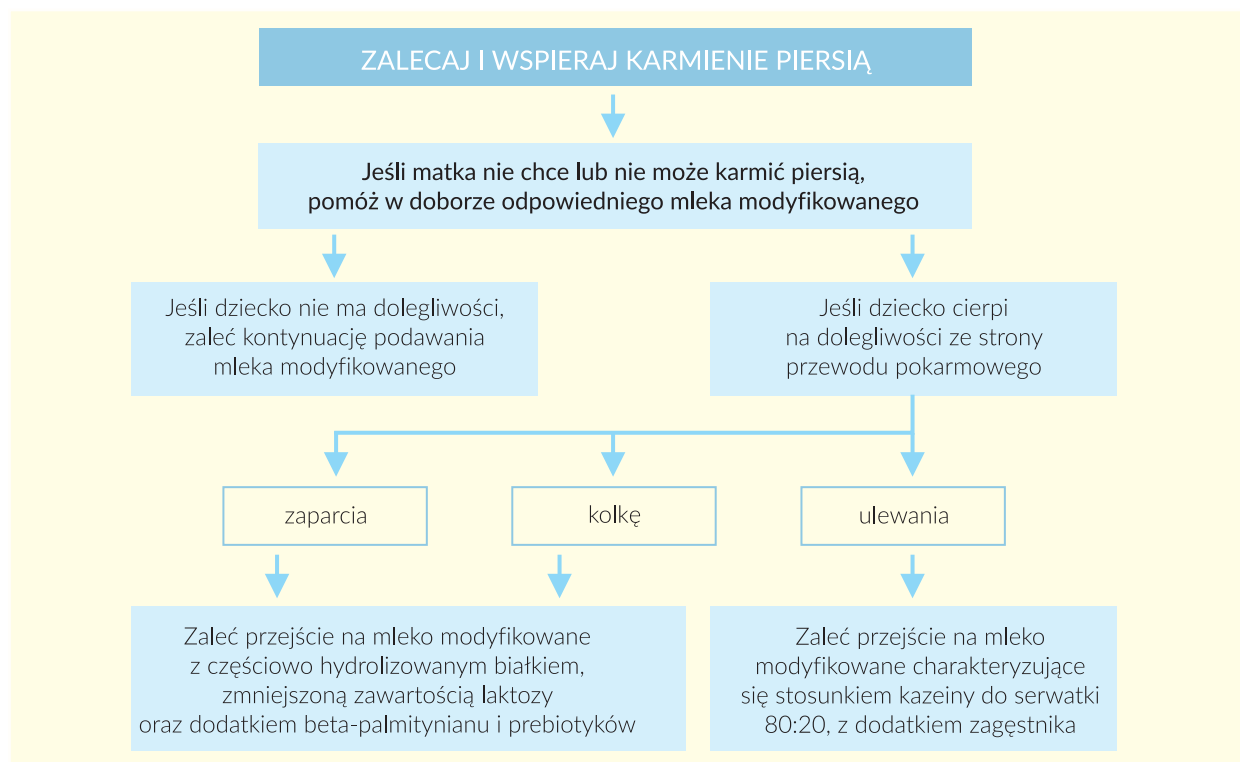 ZALECAJ I WSPIERAJ KARMIENIE PIERSIĄ
Jeśli matka nie chce lub nie może karmić piersią,
pomóż w doborze odpowiedniego mleka modyfikowanego
Jeśli dziecko nie ma dolegliwości,
zaleć kontynuację podawania
mleka modyfikowanego
Jeśli dziecko cierpi
na dolegliwości ze strony
przewodu pokarmowego
zaparcia
kolkę
ulewania
Zaleć przejście na mleko modyfikowane
z częściowo hydrolizowanym białkiem,
zmniejszoną zawartością laktozy
oraz dodatkiem beta-palmitynianu i prebiotyków
Zaleć przejście na mleko
modyfikowane charakteryzujące
się stosunkiem kazeiny do serwatki
80:20, z dodatkiem zagęstnika